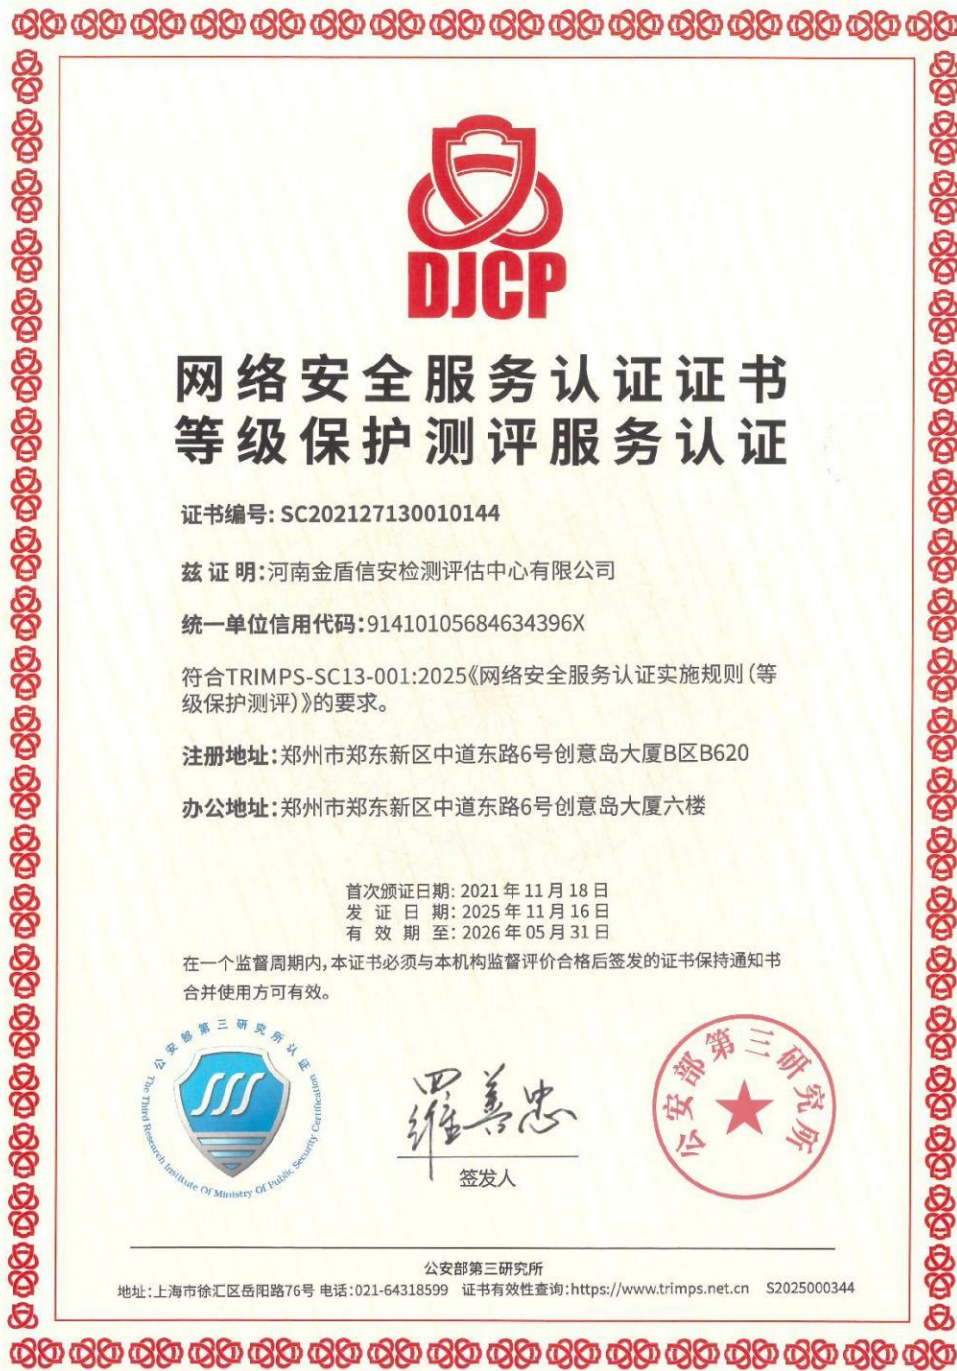 DJCP
网络安全服务认证证书
等级保护测评服务认证
证书编号: SC202127130010144
兹 证 明:河南金盾信安检测评估中心有限公司
统一单位信用代码:91410105684634396X
符合TRIMPS-SC13-001:2025《网络安全服务认证实施规则(等
级保护测评)》的要求。
注册地址:郑州市郑东新区中道东路6号创意岛大厦B区B620
办公地址:郑州市郑东新区中道东路6号创意岛大厦六楼
首次颁证日期: 2021 年 11 月 18 日
发 证 日 期: 2025 年 11 月 16 日
有 效 期 至: 2026 年 05 月 31 日
在一个监督周期内,本证书必须与本机构监督评价合格后签发的证书保持通知书
合并使用方可有效。
公安部第三研究所认证
The Third Research Institute Of Ministry Of Public Security Certification
羅善忠
签发人
公安部第三研究所
公安部第三研究所
地址:上海市徐汇区岳阳路76号 电话:021-64318599 证书有效性查询:https://www.trimps.net.cn S2025000344